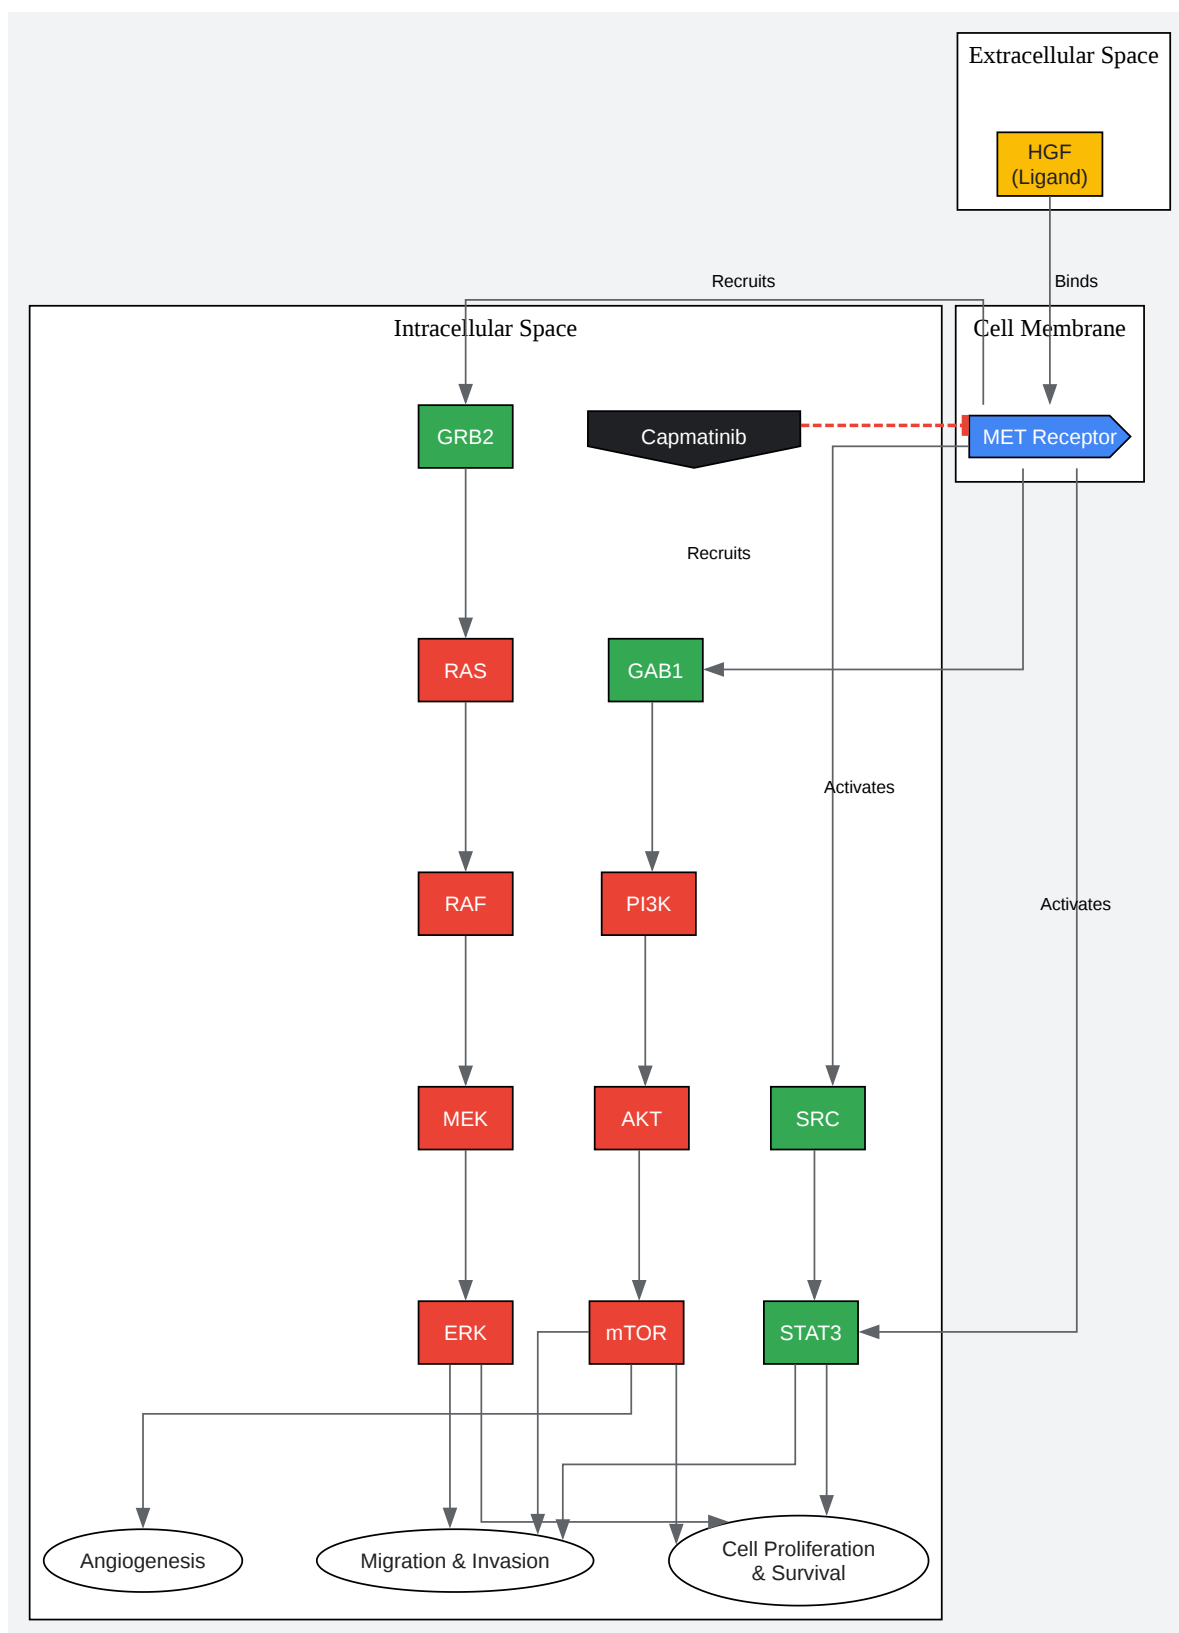 Extracellular Space
HGF
(Ligand)
Recruits
Binds
Intracellular Space
Cell Membrane
GRB2
Capmatinib
MET Receptor
Recruits
RAS
GAB1
Activates
RAF
PI3K
Activates
MEK
AKT
SRC
ERK
mTOR
STAT3
Angiogenesis
Migration & Invasion
Cell Proliferation
& Survival